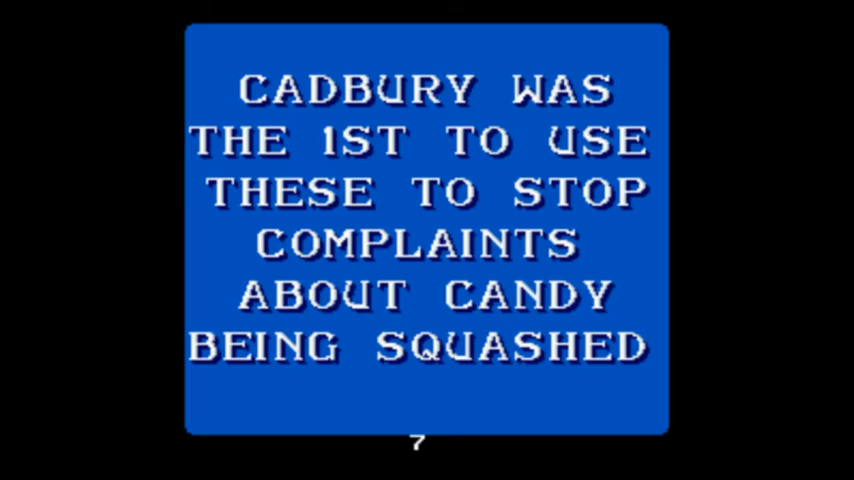 CADBURY WAS
THE 1ST TO USE
THESE TO STOP
COMPLAINTS
ABOUT CANDY
BEING SQUASHED
7